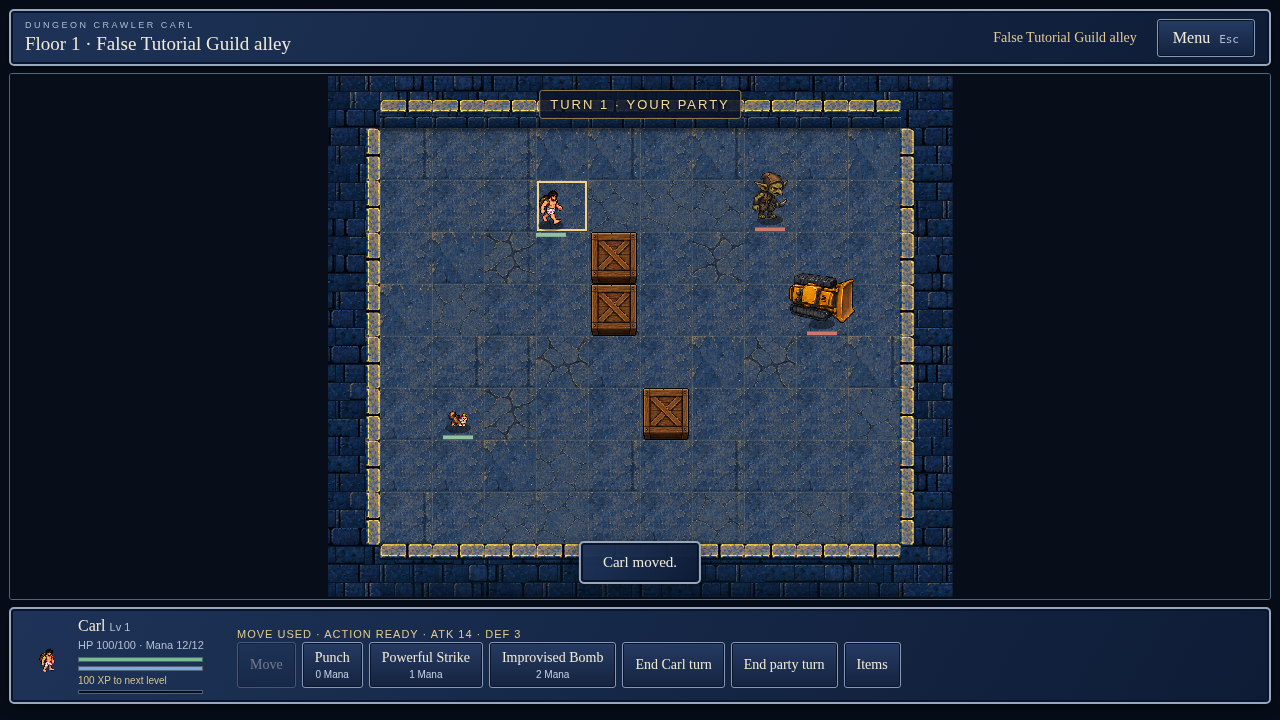 DUNGEON CRAWLER CARL
Floor 1 · False Tutorial Guild alley
False Tutorial Guild alley
Menu Esc
TURN 1 · YOUR PARTY
Carl moved.
Carl Lv 1
HP 100/100 · Mana 12/12
100 XP to next level
MOVE USED · ACTION READY · ATK 14 · DEF 3
Move
Punch
0 Mana
Powerful Strike
1 Mana
Improvised Bomb
2 Mana
End Carl turn
End party turn
Items